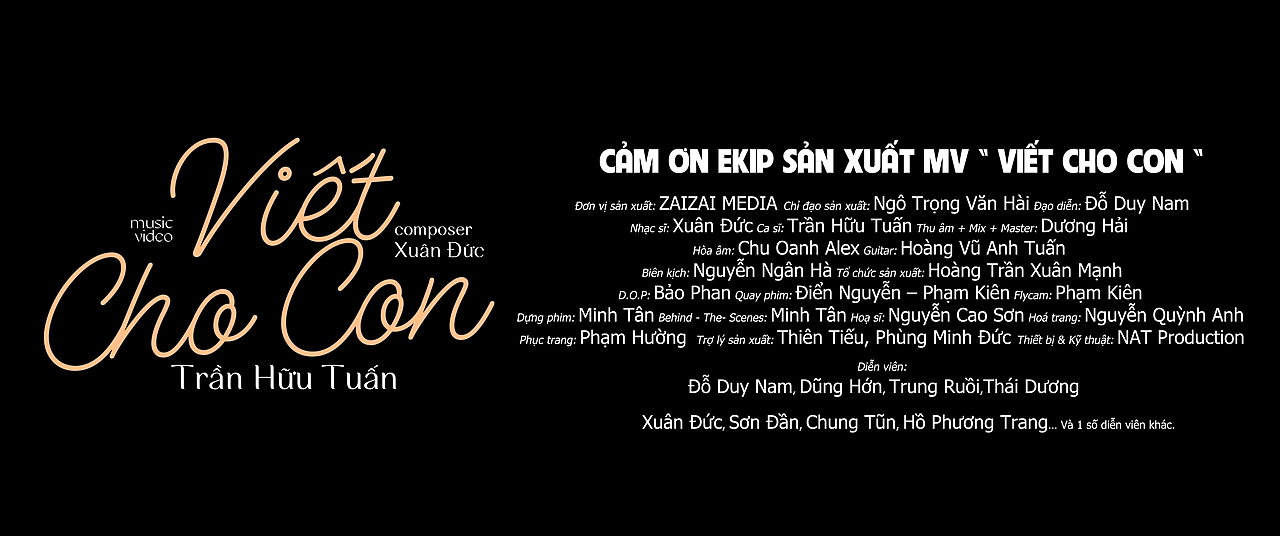 Viết
music
video
composer
Xuân Đức
Cho Con
Trần Hữu Tuấn
CẢM ƠN EKIP SẢN XUẤT MV “ VIẾT CHO CON “
Đơn vị sản xuất: ZAIZAI MEDIA Chỉ đạo sản xuất: Ngô Trọng Văn Hài Đạo diễn: Đỗ Duy Nam
Nhạc sĩ: Xuân Đức Ca sĩ: Trần Hữu Tuấn Thu âm + Mix + Master: Dương Hải
Hòa âm: Chu Oanh Alex Guitar: Hoàng Vũ Anh Tuấn
Biên kịch: Nguyễn Ngân Hà Tổ chức sản xuất: Hoàng Trần Xuân Mạnh
D.O.P: Bảo Phan Quay phim: Điển Nguyễn – Phạm Kiên Flycam: Phạm Kiên
Dựng phim: Minh Tân Behind - The- Scenes: Minh Tân Hoạ sĩ: Nguyễn Cao Sơn Hoá trang: Nguyễn Quỳnh Anh
Phục trang: Phạm Hường Trợ lý sản xuất: Thiên Tiếu, Phùng Minh Đức Thiết bị & Kỹ thuật: NAT Production
Diễn viên:
Đỗ Duy Nam, Dũng Hớn, Trung Ruồi,Thái Dương
Xuân Đức, Sơn Đần, Chung Tũn, Hồ Phương Trang... Và 1 số diễn viên khác.